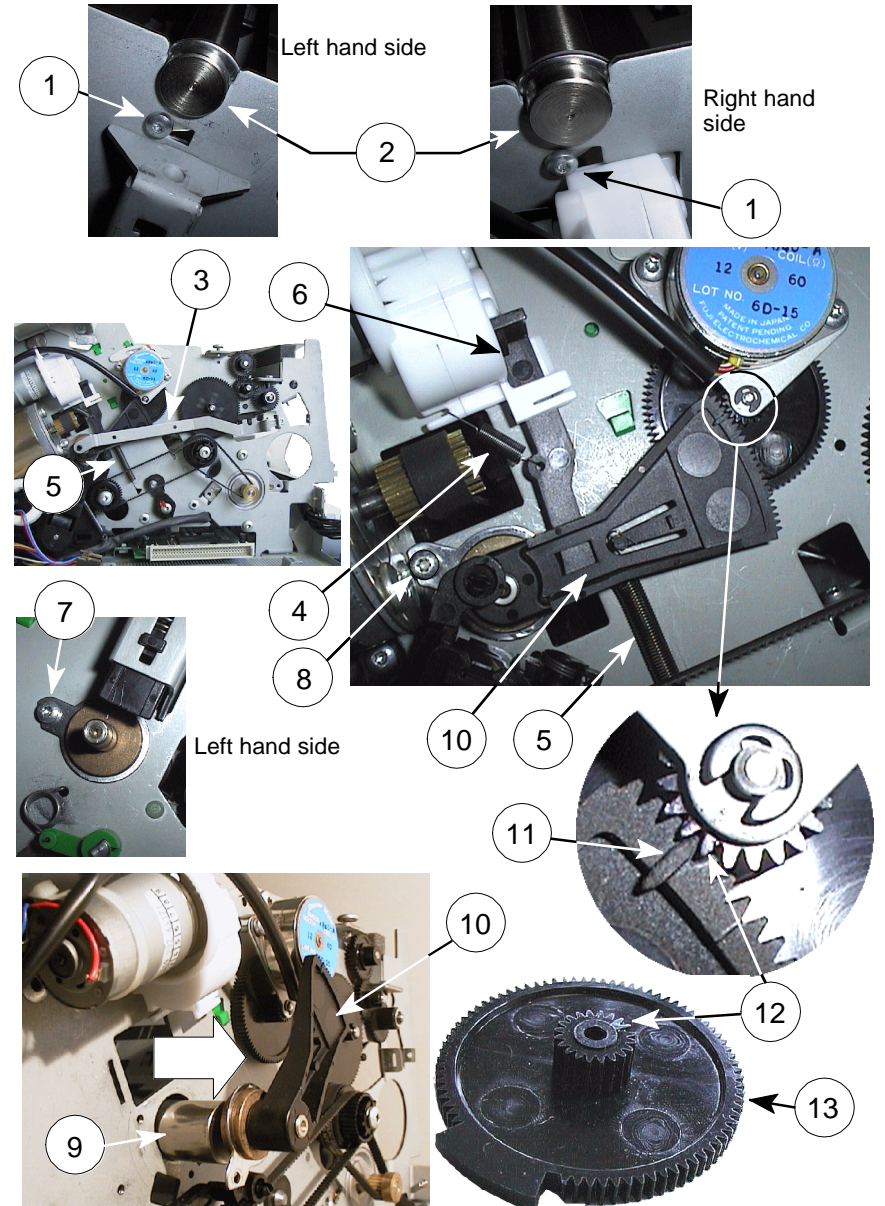 Left hand side
1
2
Right hand
side
1
3
6
COIL(Ω)
12
60
LOT NO. 6D-15
MADE IN JAPAN
PATENT PENDING
FUJI ELECTROCHEMICAL CO
5
4
8
7
Left hand side
10
5
11
10
12
9
13